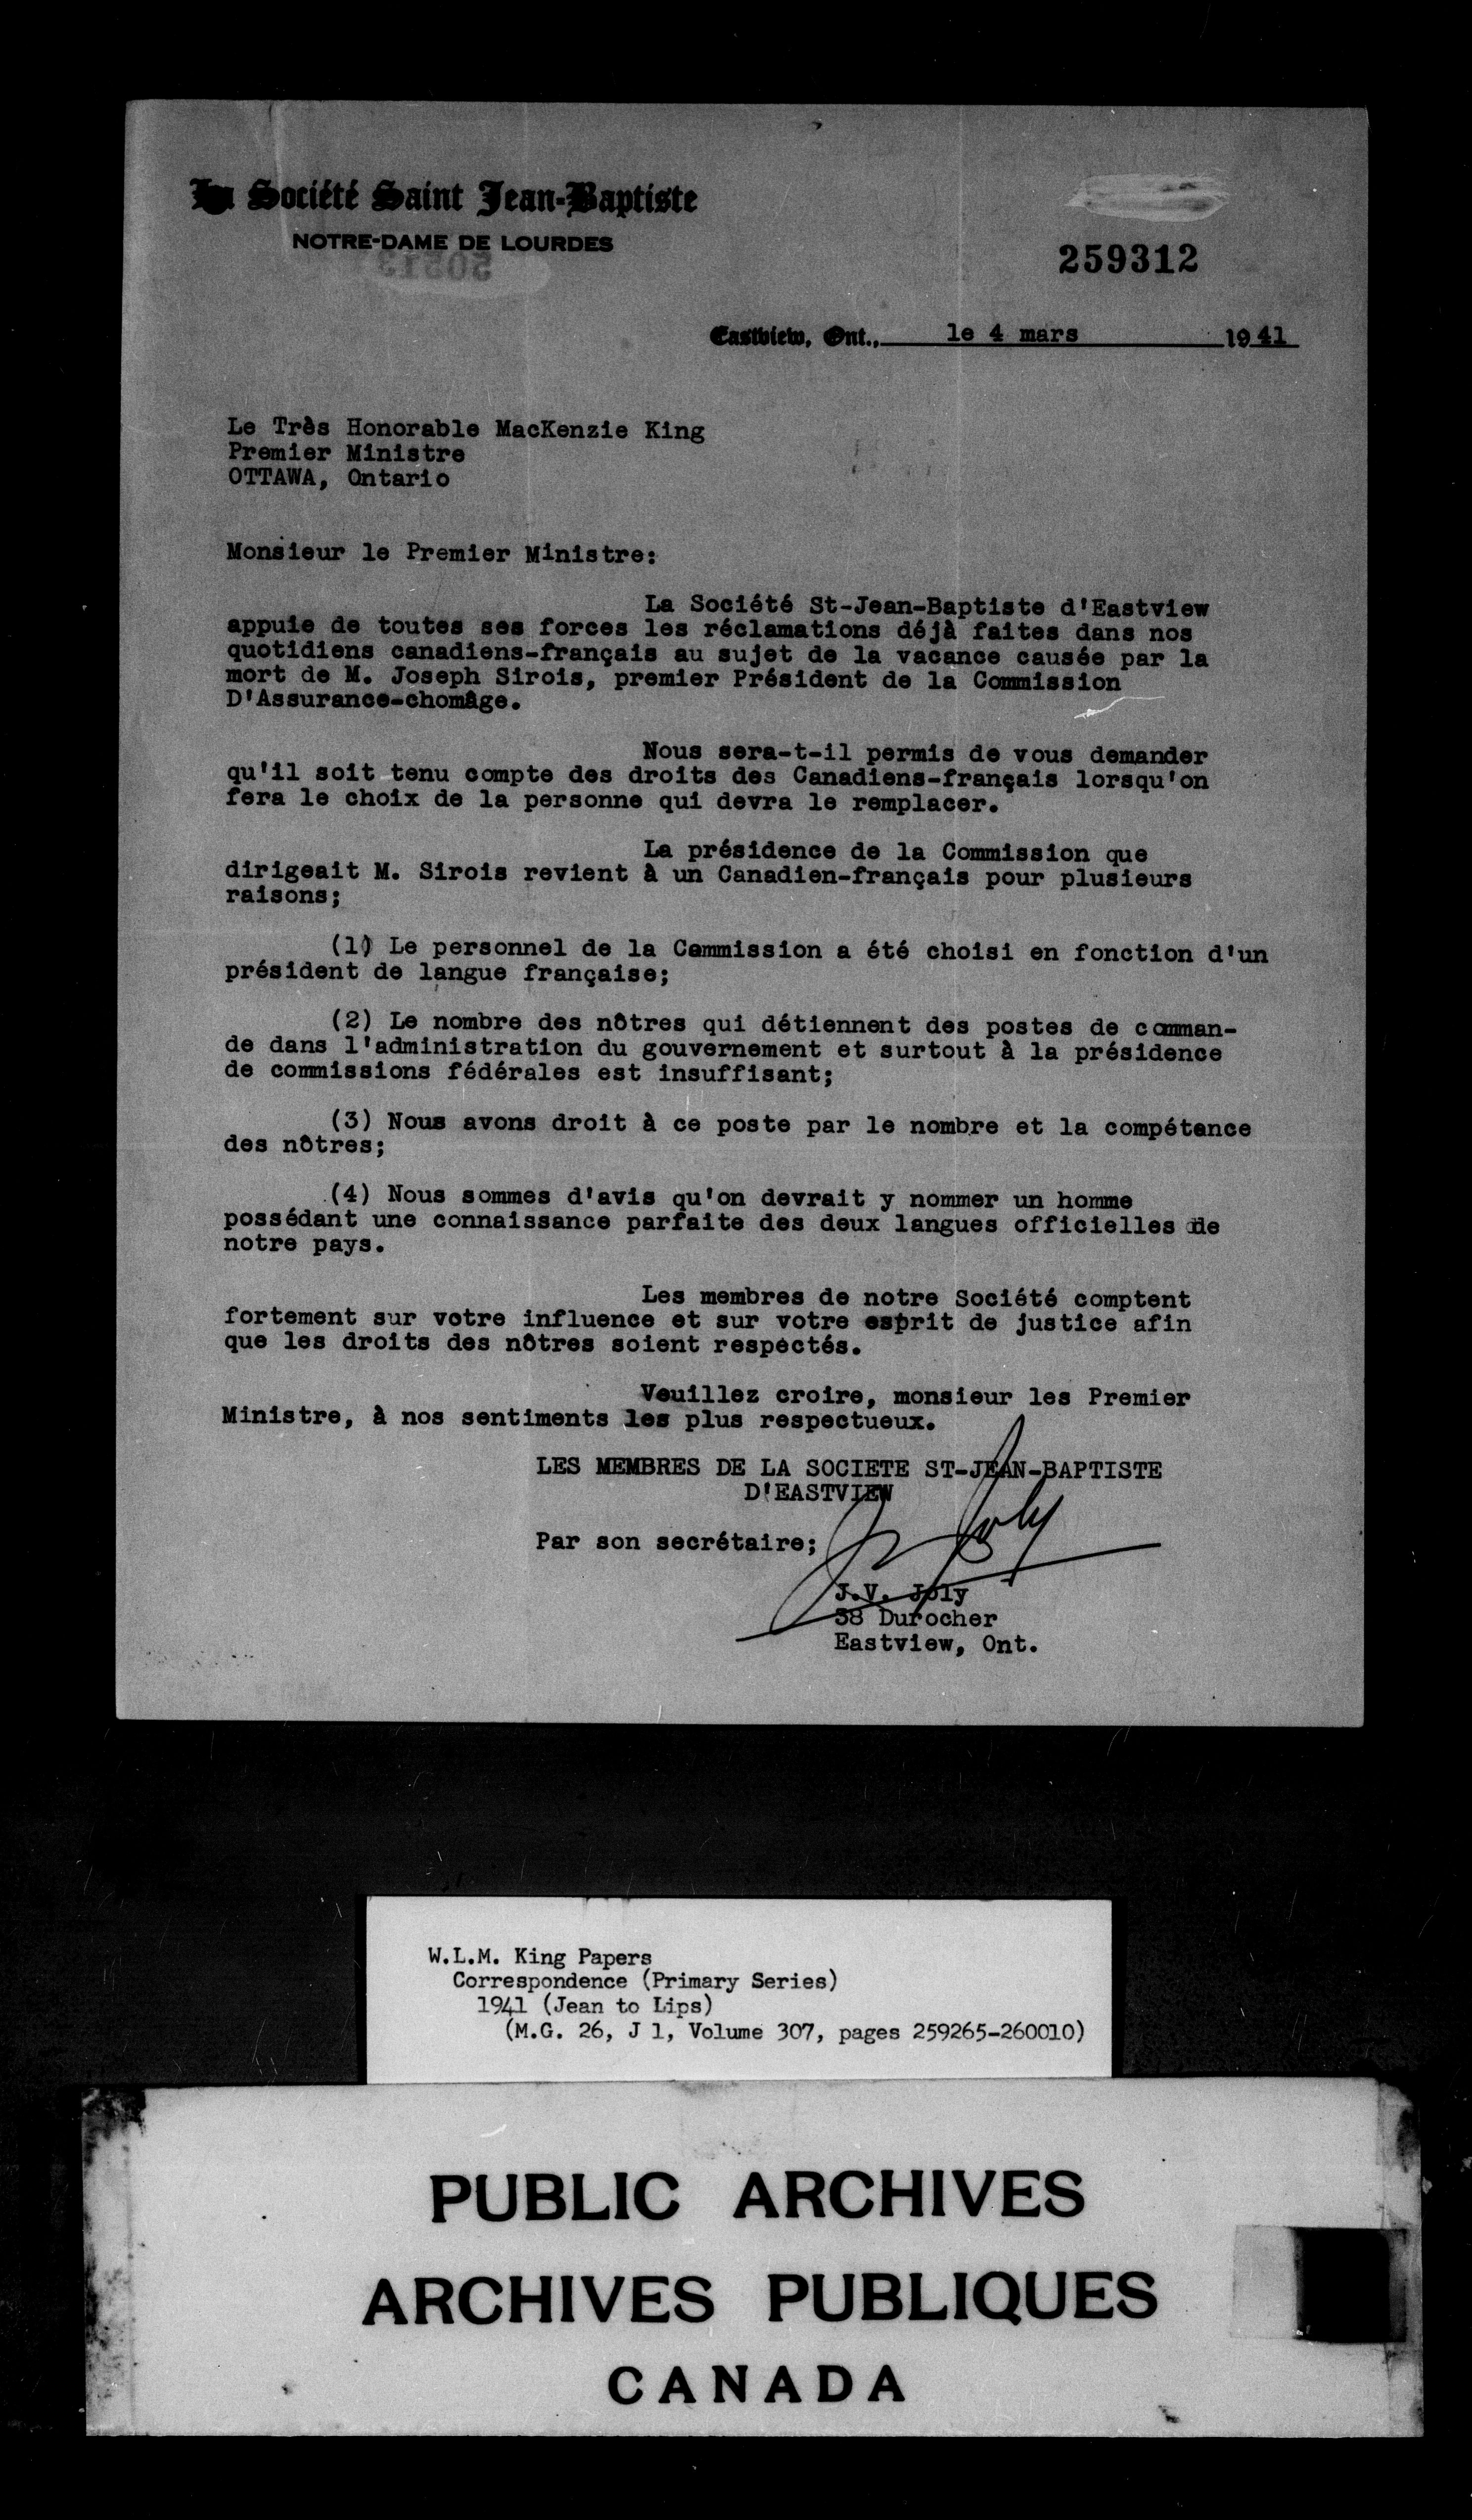 La Société Saint Jean-Baptiste
NOTRE-DAME DE LOURDES
259312
Eastview, Ont., le 4 mars 1941
Le Très Honorable MacKenzie King
Premier Ministre
OTTAWA, Ontario
Monsieur le Premier Ministre:
La Société St-Jean-Baptiste d'Eastview
appuie de toutes ses forces les réclamations déjà faites dans nos
quotidiens canadiens-français au sujet de la vacance causée par la
mort de M. Joseph Sirois, premier Président de la Commission
D'Assurance-chomâge.
Nous sera-t-il permis de vous demander
qu'il soit tenu compte des droits des Canadiens-français lorsqu'on
fera le choix de la personne qui devra le remplacer.
La présidence de la Commission que
dirigeait M. Sirois revient à un Canadien-français pour plusieurs
raisons;
(1) Le personnel de la Commission a été choisi en fonction d'un
président de langue française;
(2) Le nombre des nôtres qui détiennent des postes de comman-
de dans l'administration du gouvernement et surtout à la présidence
de commissions fédérales est insuffisant;
(3) Nous avons droit à ce poste par le nombre et la compétence
des nôtres;
(4) Nous sommes d'avis qu'on devrait y nommer un homme
possédant une connaissance parfaite des deux langues officielles de
notre pays.
Les membres de notre Société comptent
fortement sur votre influence et sur votre esprit de justice afin
que les droits des nôtres soient respectés.
Veuillez croire, monsieur les Premier
Ministre, à nos sentiments les plus respectueux.
LES MEMBRES DE LA SOCIETE ST-JEAN-BAPTISTE
D'EASTVIEW
Par son secrétaire;
J.V. Joly
38 Durocher
Eastview, Ont.
W.L.M. King Papers
Correspondence (Primary Series)
1941 (Jean to Lips)
(M.G. 26, J 1, Volume 307, pages 259265-260010)
PUBLIC ARCHIVES
ARCHIVES PUBLIQUES
CANADA